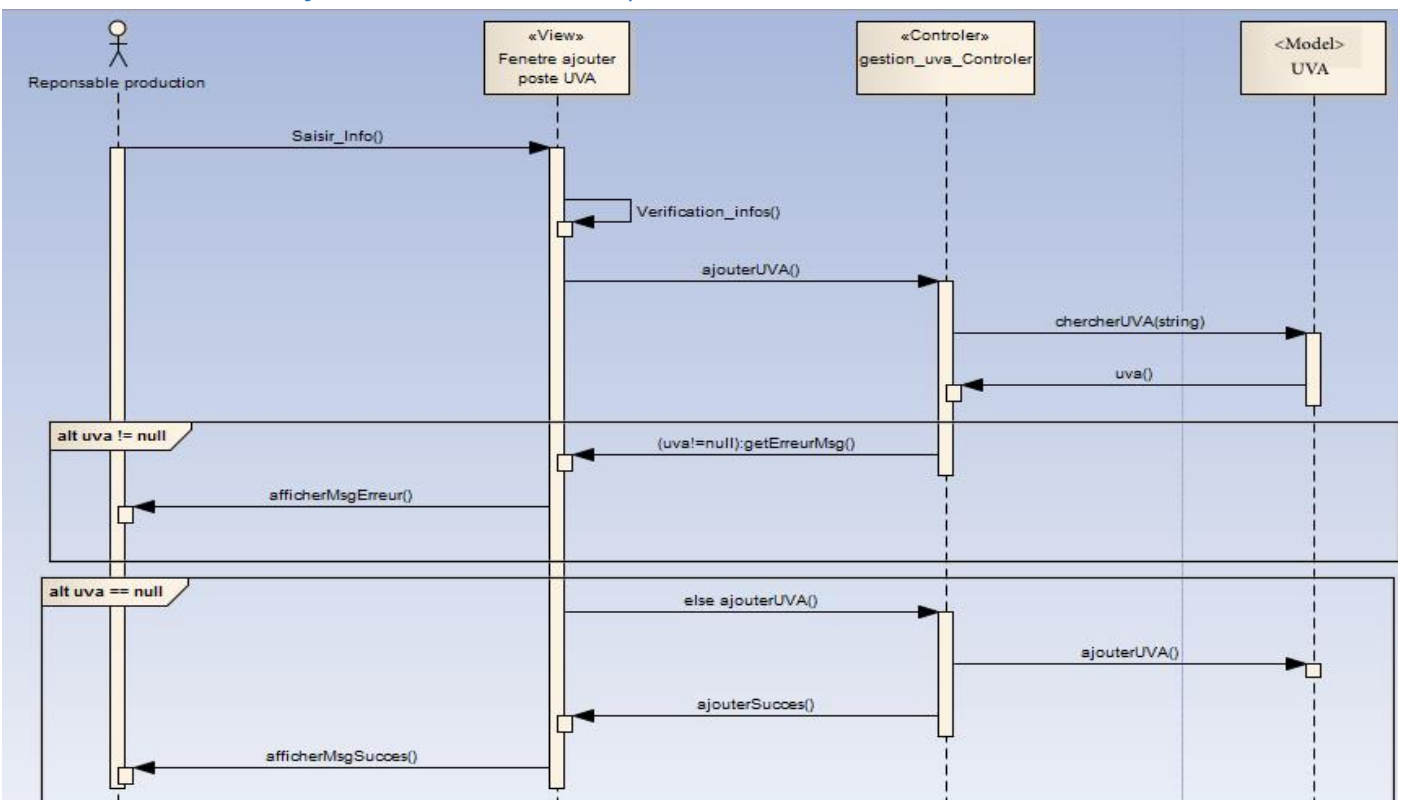 «View»
Fenetre ajouter
poste UVA
«Controler»
gestion_uva_Controler
<Model>
UVA
Reponsable production
Saisir_Info()
Verification_infos()
ajouterUVA()
chercherUVA(string)
uva()
alt uva != null
(uva!=null):getErreurMsg()
afficherMsgErreur()
alt uva == null
else ajouterUVA()
ajouterUVA()
ajouterSucces()
afficherMsgSucces()